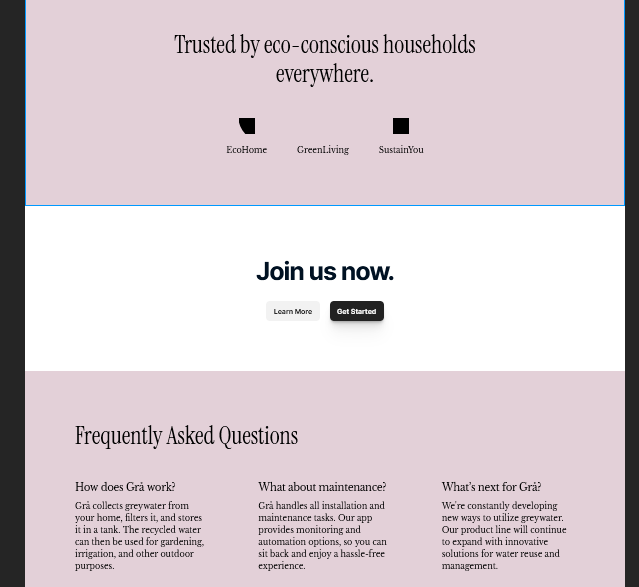 Trusted by eco-conscious households
everywhere.
EcoHome
GreenLiving
SustainYou
Join us now.
Learn More
Get Started
Frequently Asked Questions
How does Grå work?
Grå collects greywater from
your home, filters it, and stores
it in a tank. The recycled water
can then be used for gardening,
irrigation, and other outdoor
purposes.
What about maintenance?
Grå handles all installation and
maintenance tasks. Our app
provides monitoring and
automation options, so you can
sit back and enjoy a hassle-free
experience.
What's next for Grå?
We're constantly developing
new ways to utilize greywater.
Our product line will continue
to expand with innovative
solutions for water reuse and
management.